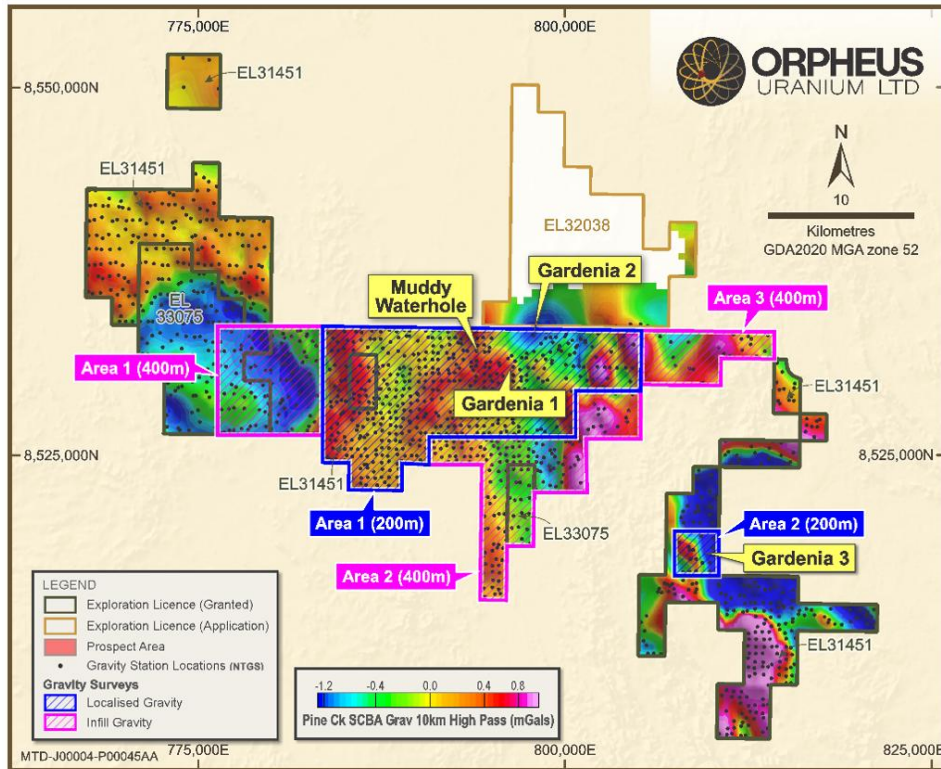 775,000E
800,000E
ORPHEUS
URANIUM LTD
EL31451
8,550,000N
8,550,000N
N
10
Kilometres
GDA2020 MGA zone 52
EL31451
EL32038
Gardenia 2
Muddy
Waterhole
Area 3 (400m)
EL
33075
Area 1 (400m)
Gardenia 1
EL31451
8,525,000N
8,525,000N
EL31451
Area 1 (200m)
EL33075
Area 2 (200m)
Gardenia 3
Area 2 (400m)
EL31451
LEGEND
Exploration Licence (Granted)
Exploration Licence (Application)
Prospect Area
Gravity Station Locations (NTGS)
Gravity Surveys
Localised Gravity
Infill Gravity
-1.2 -0.4 0.0 0.4 0.8
Pine Ck SCBA Grav 10km High Pass (mGals)
MTD-J00004-P00045AA
775,000E
800,000E
825,000E